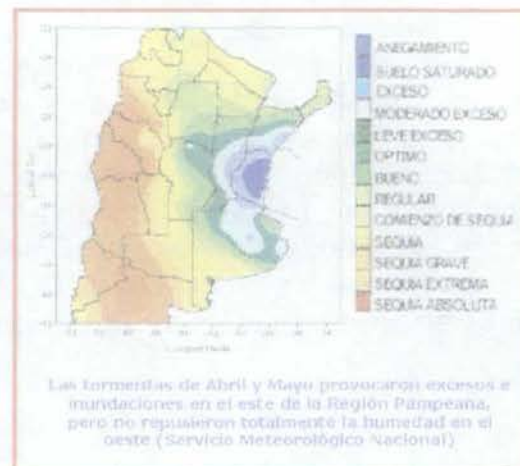 ANEGAMIENTO
SUELO SATURADO
EXCESO
MODERADO EXCESO
LEVE EXCESO
OPTIMO
BUENO
REGULAR
COMIENZO DE SEQUIA
SEQUIA
SEQUIA GRAVE
SEQUIA EXTREMA
SEQUIA ABSOLUTA
Las tormentas de Abril y Mayo provocaron excesos e
inundaciones en el este de la Región Pampeana,
pero no repusieron totalmente la humedad en el
oeste (Servicio Meteorológico Nacional)